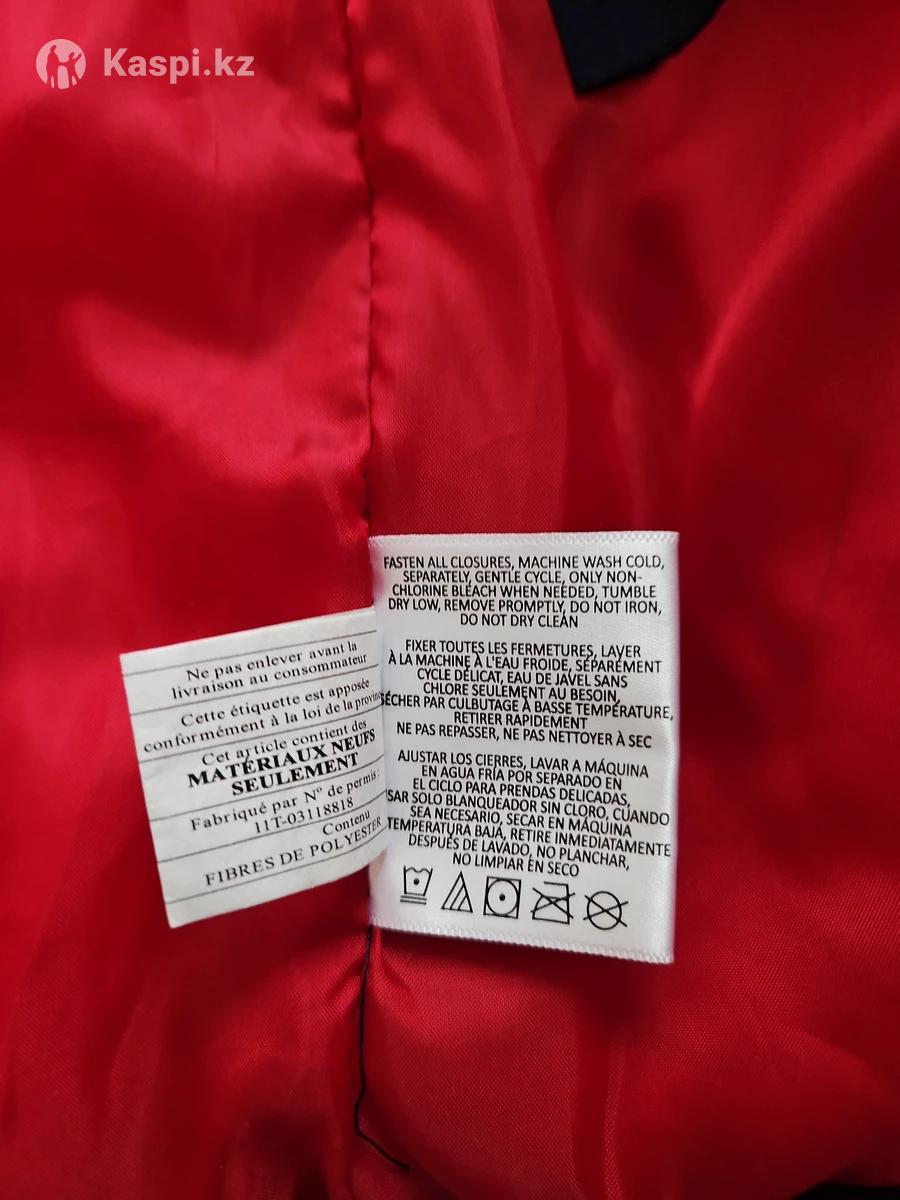 Kaspi.kz
FASTEN ALL CLOSURES, MACHINE WASH COLD,
SEPARATELY, GENTLE CYCLE, ONLY NON-
CHLORINE BLEACH WHEN NEEDED, TUMBLE
DRY LOW, REMOVE PROMPTLY, DO NOT IRON,
DO NOT DRY CLEAN
FIXER TOUTES LES FERMETURES, LAYER
À LA MACHINE À L'EAU FROIDE, SÉPARÉMENT
CYCLE DÉLICAT, EAU DE JAVEL SANS
CHLORE SEULEMENT AU BESOIN,
SÉCHER PAR CULBUTAGE À BASSE TEMPÉRATURE,
RETIRER RAPIDEMENT
NE PAS REPASSER, NE PAS NETTOYER À SEC
AJUSTAR LOS CIERRES, LAVAR A MÁQUINA
EN AGUA FRÍA POR SEPARADO EN
EL CICLO PARA PRENDAS DELICADAS,
SAR SOLO BLANQUEADOR SIN CLORO, CUANDO
SEA NECESARIO, SECAR EN MÁQUINA
TEMPERATURA BAJA, RETIRE INMEDIATAMENTE
DESPUÉS DE LAVADO, NO PLANCHAR,
NO LIMPIAR EN SECO
Ne pas enlever avant la
livraison au consommateur
Cette étiquette est apposée
conformément à la loi de la province
Cet article contient des
MATÉRIAUX NEUFS
SEULEMENT
Fabriqué par Nº de permis:
11T-03118818
Contenu
FIBRES DE POLYESTER